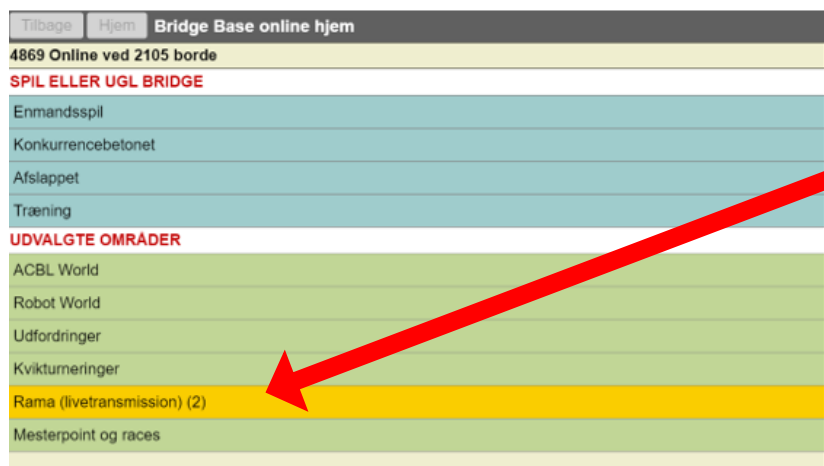 Tilbage Hjem Bridge Base online hjem
4869 Online ved 2105 borde
SPIL ELLER UGL BRIDGE
Enmandsspil
Konkurrencebetonet
Afslappet
Træning
UDVALGTE OMRÅDER
ACBL World
Robot World
Udfordringer
Kvikturneringer
Rama (livetransmission) (2)
Mesterpoint og races